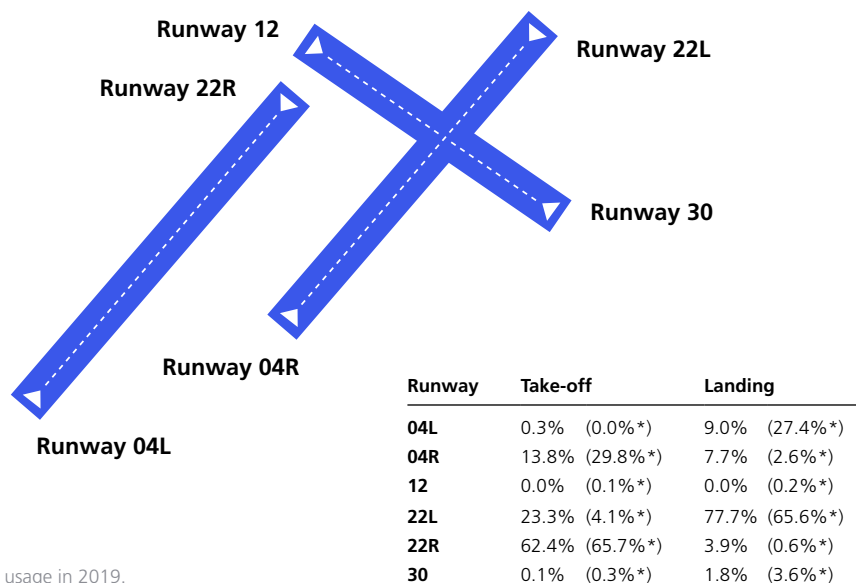 Runway 12
Runway 22L
Runway 22R
Runway 30
Runway 04R
Runway 04L
Runway Take-off Landing
04L 0.3% (0.0%*) 9.0% (27.4%*)
04R 13.8% (29.8%*) 7.7% (2.6%*)
12 0.0% (0.1%*) 0.0% (0.2%*)
22L 23.3% (4.1%*) 77.7% (65.6%*)
22R 62.4% (65.7%*) 3.9% (0.6%*)
30 0.1% (0.3%*) 1.8% (3.6%*)
usage in 2019.